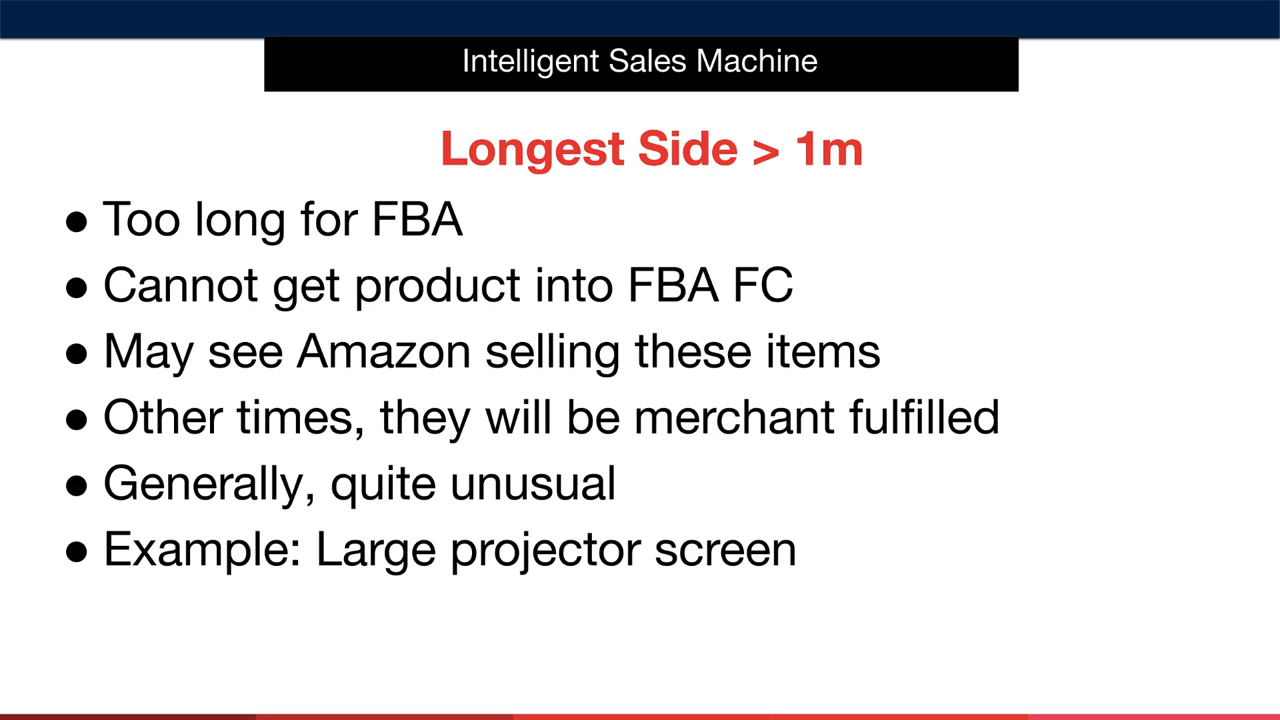 Intelligent Sales Machine
Longest Side > 1m
● Too long for FBA
● Cannot get product into FBA FC
● May see Amazon selling these items
● Other times, they will be merchant fulfilled
● Generally, quite unusual
● Example: Large projector screen